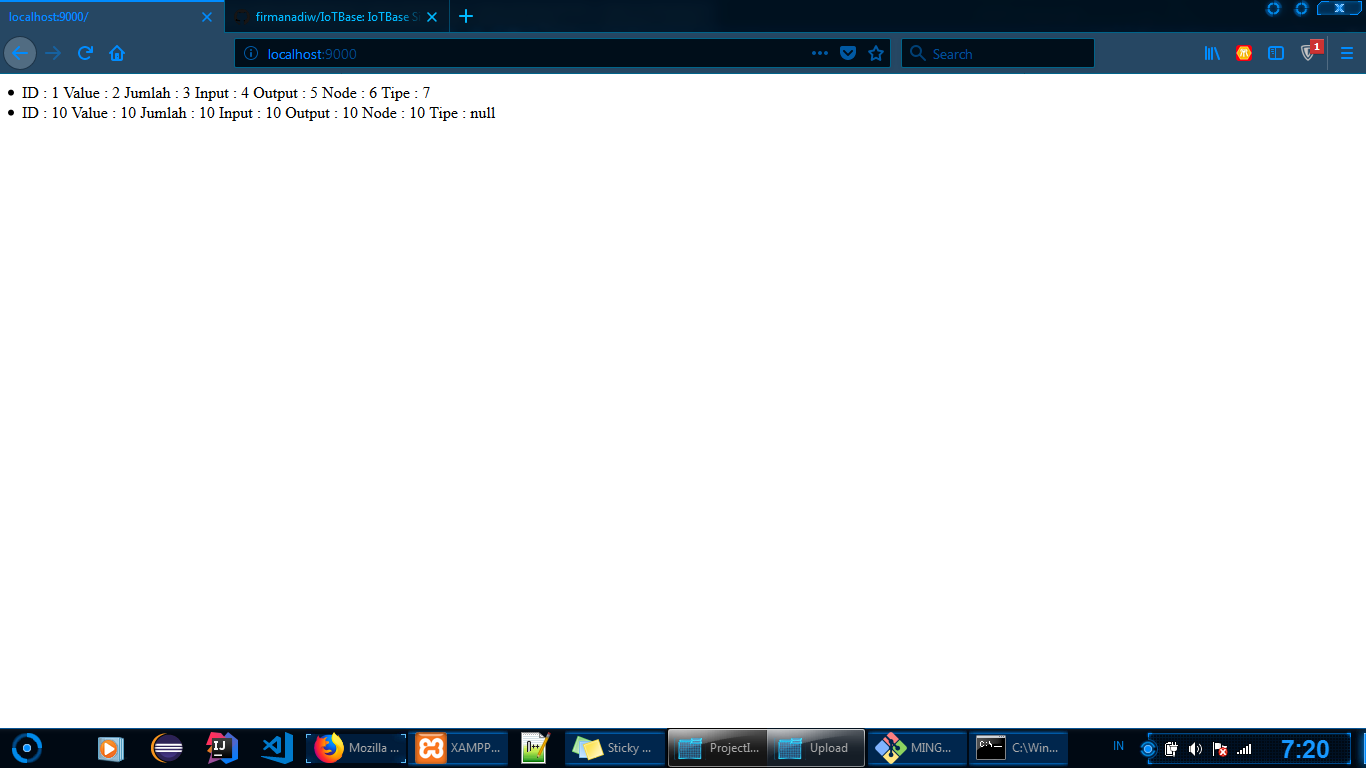 localhost:9000/
firmanadiw/IoTBase: IoTBase S
localhost:9000
Search
1
ID : 1 Value : 2 Jumlah : 3 Input : 4 Output : 5 Node : 6 Tipe : 7
ID : 10 Value : 10 Jumlah : 10 Input : 10 Output : 10 Node : 10 Tipe : null
Mozilla ...
XAMPP...
Sticky ...
ProjectI...
Upload
MING...
C:\Win...
IN
7:20